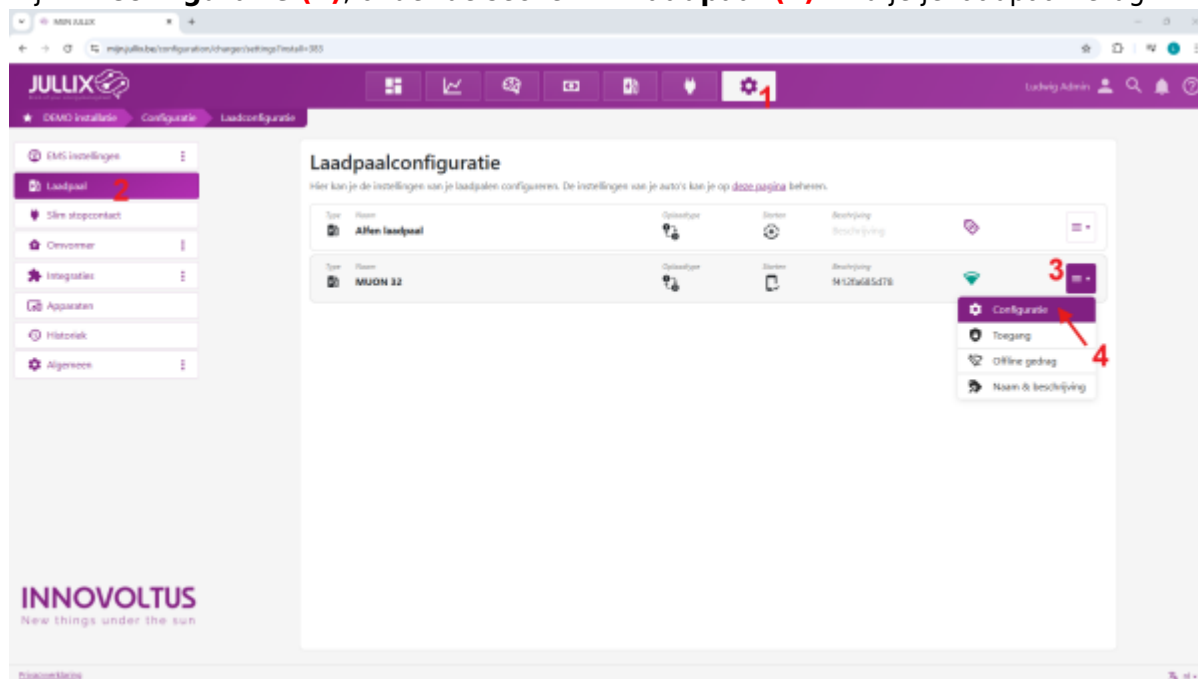 MIJN JULLIX
mijn.jullix.be/configuration/charger/settings?install=383
JULLIX
1
Ludwig Admin
DEMO installatie
Configuratie
Laadconfiguratie
EMS instellingen
Laadpaal
2
Slim stopcontact
Omvormer
Integraties
Apparaten
Historiek
Algemeen
Laadpaalconfiguratie
Hier kan je de instellingen van je laadpalen configureren. De instellingen van je auto's kan je op deze pagina beheren.
Type Naam Oplaadtype Starten Beschrijving
Alfen laadpaal Beschrijving
Type Naam Oplaadtype Starten Beschrijving
MUON 32 3
Configuratie
Toegang
4
Offline gedrag
Naam & beschrijving
INNOVOLTUS
New things under the sun
Privacyverklaring
nl